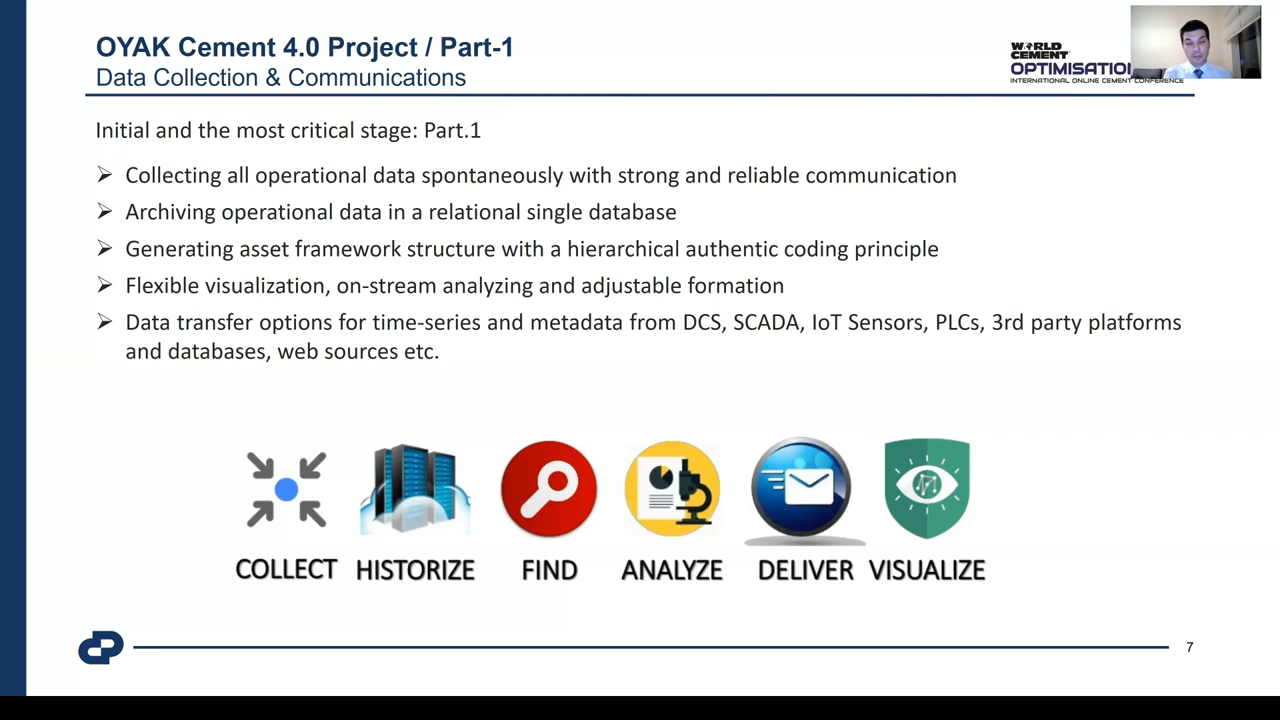 OYAK Cement 4.0 Project / Part-1
Data Collection & Communications
WORLD
CEMENT
OPTIMISATIO
INTERNATIONAL ONLINE CEMENT CONFERENCE
Initial and the most critical stage: Part.1
Collecting all operational data spontaneously with strong and reliable communication
Archiving operational data in a relational single database
Generating asset framework structure with a hierarchical authentic coding principle
Flexible visualization, on-stream analyzing and adjustable formation
Data transfer options for time-series and metadata from DCS, SCADA, IoT Sensors, PLCs, 3rd party platforms
and databases, web sources etc.
COLLECT HISTORIZE FIND ANALYZE DELIVER VISUALIZE
7